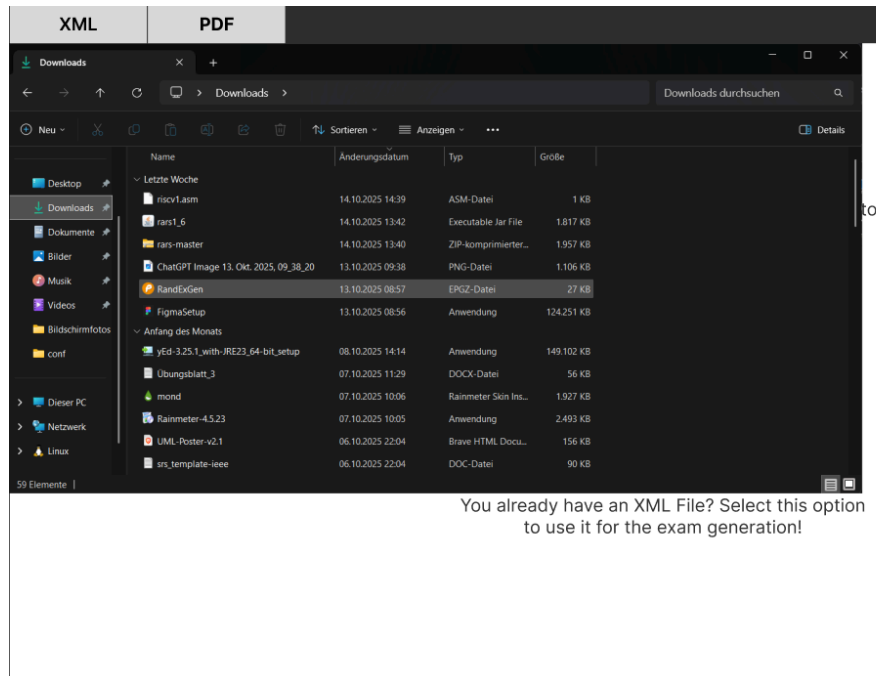 XML PDF
Downloads
Downloads
Downloads durchsuchen
Neu Sortieren Anzeigen Details
Name Änderungsdatum Typ Größe
Desktop
Downloads
Dokumente
Bilder
Musik
Videos
Bildschirmfotos
conf
Dieser PC
Netzwerk
Linux
Letzte Woche
riscv1.asm 14.10.2025 14:39 ASM-Datei 1 KB
rars1_6 14.10.2025 13:42 Executable Jar File 1.817 KB
rars-master 14.10.2025 13:40 ZIP-komprimierter... 1.957 KB
ChatGPT Image 13. Okt. 2025, 09_38_20 13.10.2025 09:38 PNG-Datei 1.106 KB
RandExGen 13.10.2025 08:57 EPGZ-Datei 27 KB
FigmaSetup 13.10.2025 08:56 Anwendung 124.251 KB
Anfang des Monats
yEd-3.25.1_with-JRE23_64-bit_setup 08.10.2025 14:14 Anwendung 149.102 KB
Übungsblatt_3 07.10.2025 11:29 DOCX-Datei 56 KB
mond 07.10.2025 10:06 Rainmeter Skin Ins... 1.927 KB
Rainmeter-4.5.23 07.10.2025 10:05 Anwendung 2.493 KB
UML-Poster-v2.1 06.10.2025 22:04 Brave HTML Docu... 156 KB
srs_template-ieee 06.10.2025 22:04 DOC-Datei 90 KB
to
59 Elemente
You already have an XML File? Select this option
to use it for the exam generation!